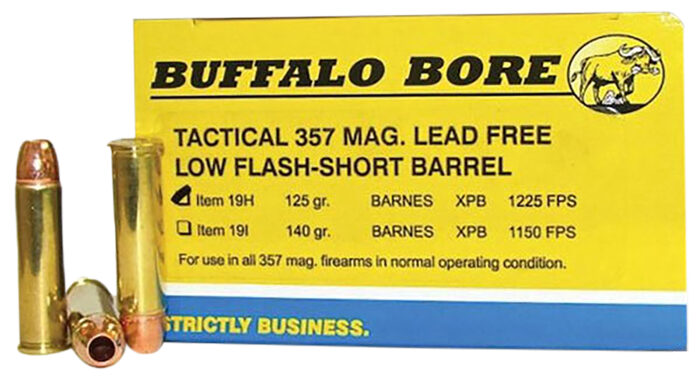 BUFFALO BORE
TACTICAL 357 MAG. LEAD FREE
LOW FLASH-SHORT BARREL
Item 19H 125 gr. BARNES XPB 1225 FPS
Item 19I 140 gr. BARNES XPB 1150 FPS
For use in all 357 mag. firearms in normal operating condition.
STRICTLY BUSINESS.